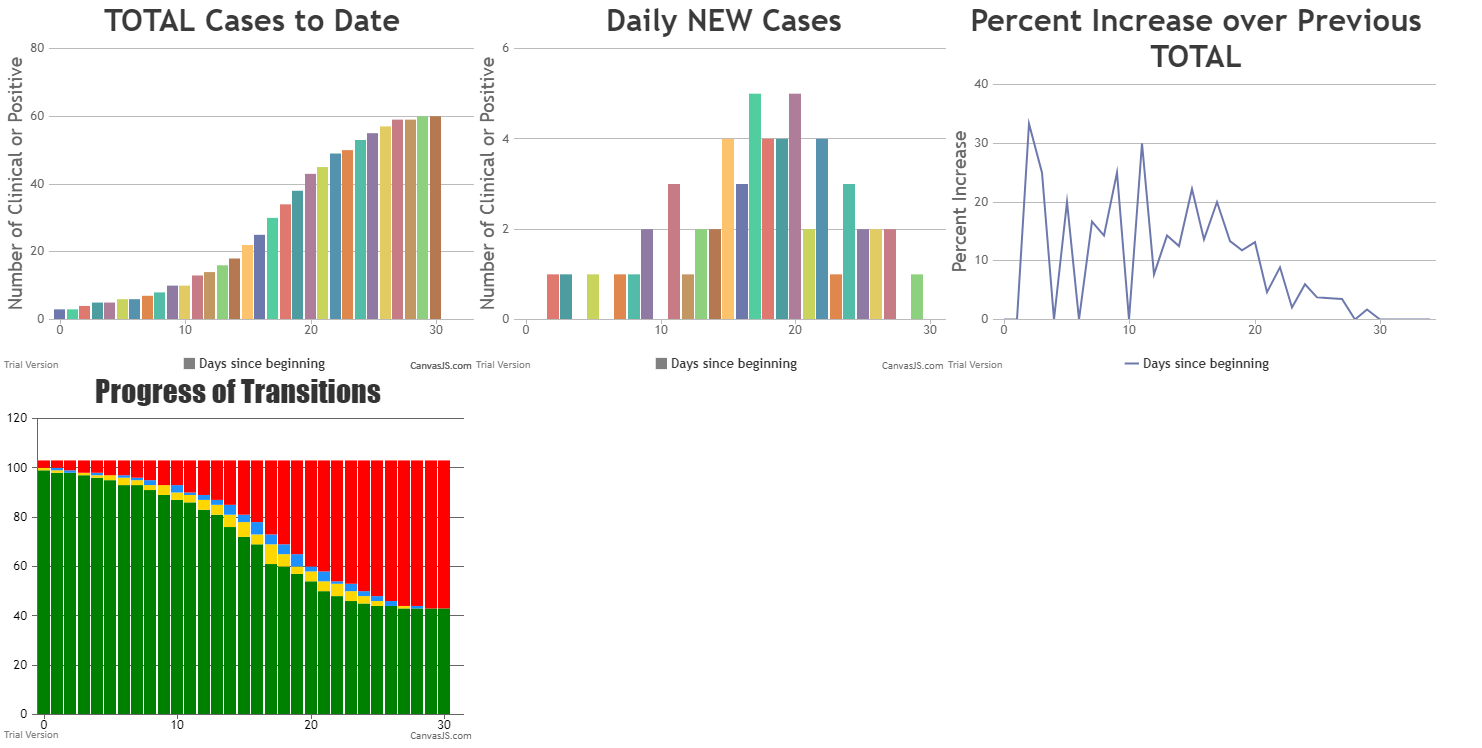 TOTAL Cases to Date
Number of Clinical or Positive
80
60
40
20
0
0 10 20 30
Days since beginning
Trial Version
CanvasJS.com
Daily NEW Cases
Number of Clinical or Positive
6
4
2
0
0 10 20 30
Days since beginning
Trial Version
CanvasJS.com
Percent Increase over Previous
TOTAL
Percent Increase
40
30
20
10
0
0 10 20 30
Days since beginning
Trial Version
Progress of Transitions
120
100
80
60
40
20
0
0 10 20 30
Trial Version
CanvasJS.com